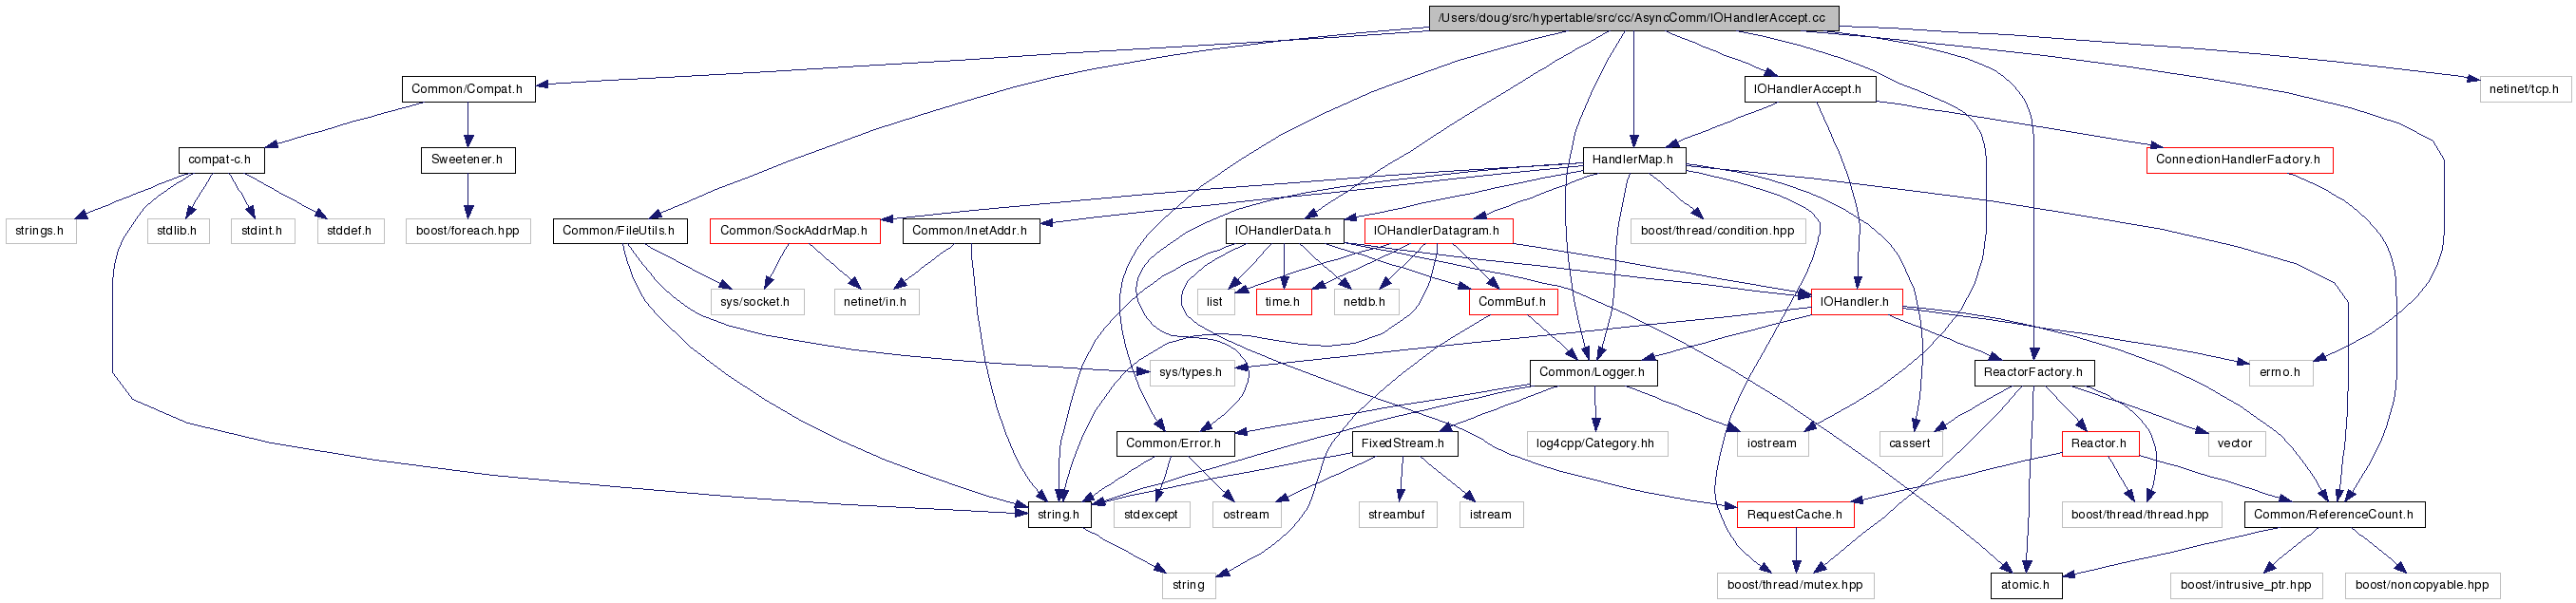 /Users/doug/src/hypertable/src/cc/AsyncComm/IOHandlerAccept.cc
Common/Compat.h
IOHandlerAccept.h
netinet/tcp.h
compat-c.h
Sweetener.h
HandlerMap.h
ConnectionHandlerFactory.h
strings.h
stdlib.h
stdint.h
stddef.h
boost/foreach.hpp
Common/FileUtils.h
Common/SockAddrMap.h
Common/InetAddr.h
IOHandlerData.h
IOHandlerDatagram.h
boost/thread/condition.hpp
sys/socket.h
netinet/in.h
list
time.h
netdb.h
CommBuf.h
IOHandler.h
sys/types.h
Common/Logger.h
ReactorFactory.h
errno.h
Common/Error.h
FixedStream.h
log4cpp/Category.hh
iostream
cassert
Reactor.h
vector
string.h
stdexcept
ostream
streambuf
istream
RequestCache.h
boost/thread/thread.hpp
Common/ReferenceCount.h
string
boost/thread/mutex.hpp
atomic.h
boost/intrusive_ptr.hpp
boost/noncopyable.hpp